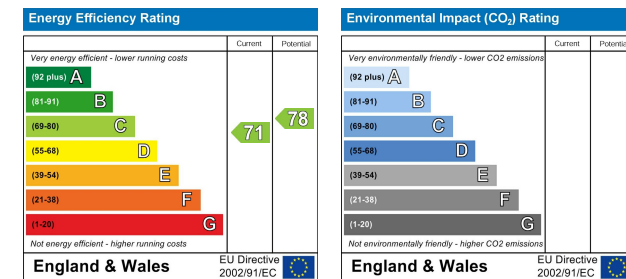 Energy Efficiency Rating
Current Potential
Very energy efficient - lower running costs
(92 plus) A
(81-91) B
(69-80) C
(55-68) D
(39-54) E
(21-38) F
(1-20) G
71
78
Not energy efficient - higher running costs
England & Wales
EU Directive
2002/91/EC
Environmental Impact (CO₂) Rating
Current Potential
Very environmentally friendly - lower CO2 emissions
(92 plus) A
(81-91) B
(69-80) C
(55-68) D
(39-54) E
(21-38) F
(1-20) G
Not environmentally friendly - higher CO2 emissions
England & Wales
EU Directive
2002/91/EC